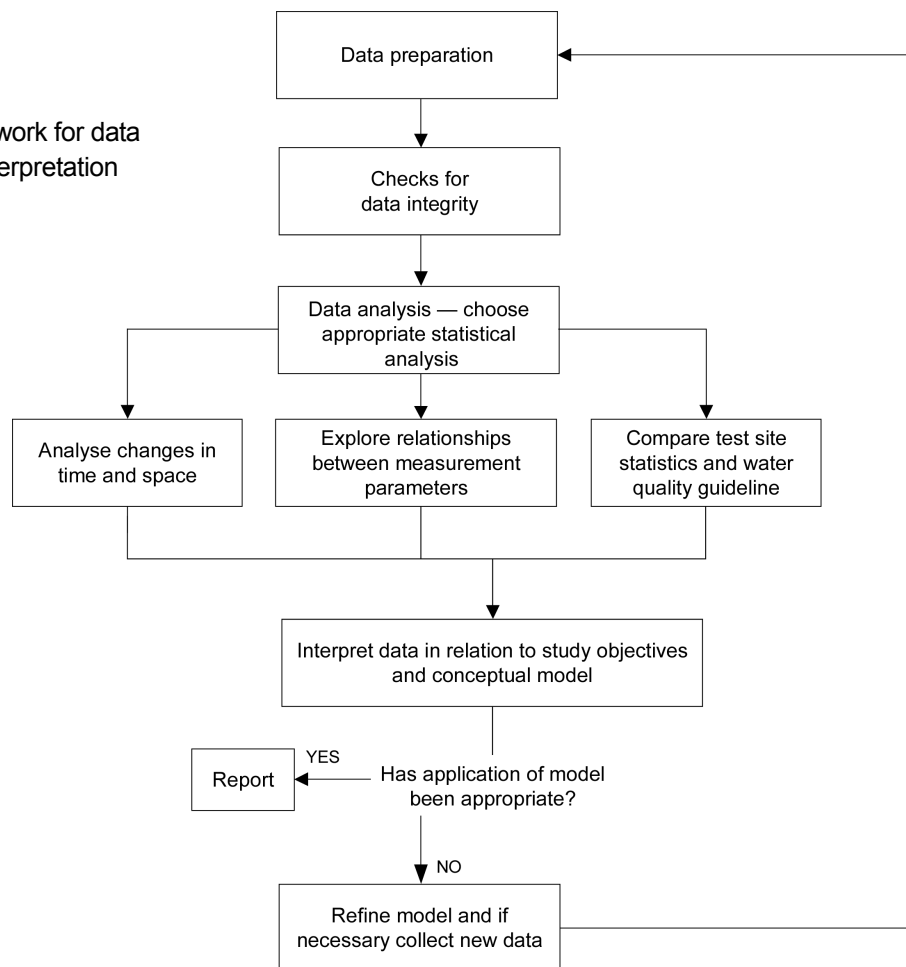 Data preparation
work for data
erpretation
Checks for
data integrity
Data analysis — choose
appropriate statistical
analysis
Analyse changes in
time and space
Explore relationships
between measurement
parameters
Compare test site
statistics and water
quality guideline
Interpret data in relation to study objectives
and conceptual model
YES
Report
Has application of model
been appropriate?
NO
Refine model and if
necessary collect new data